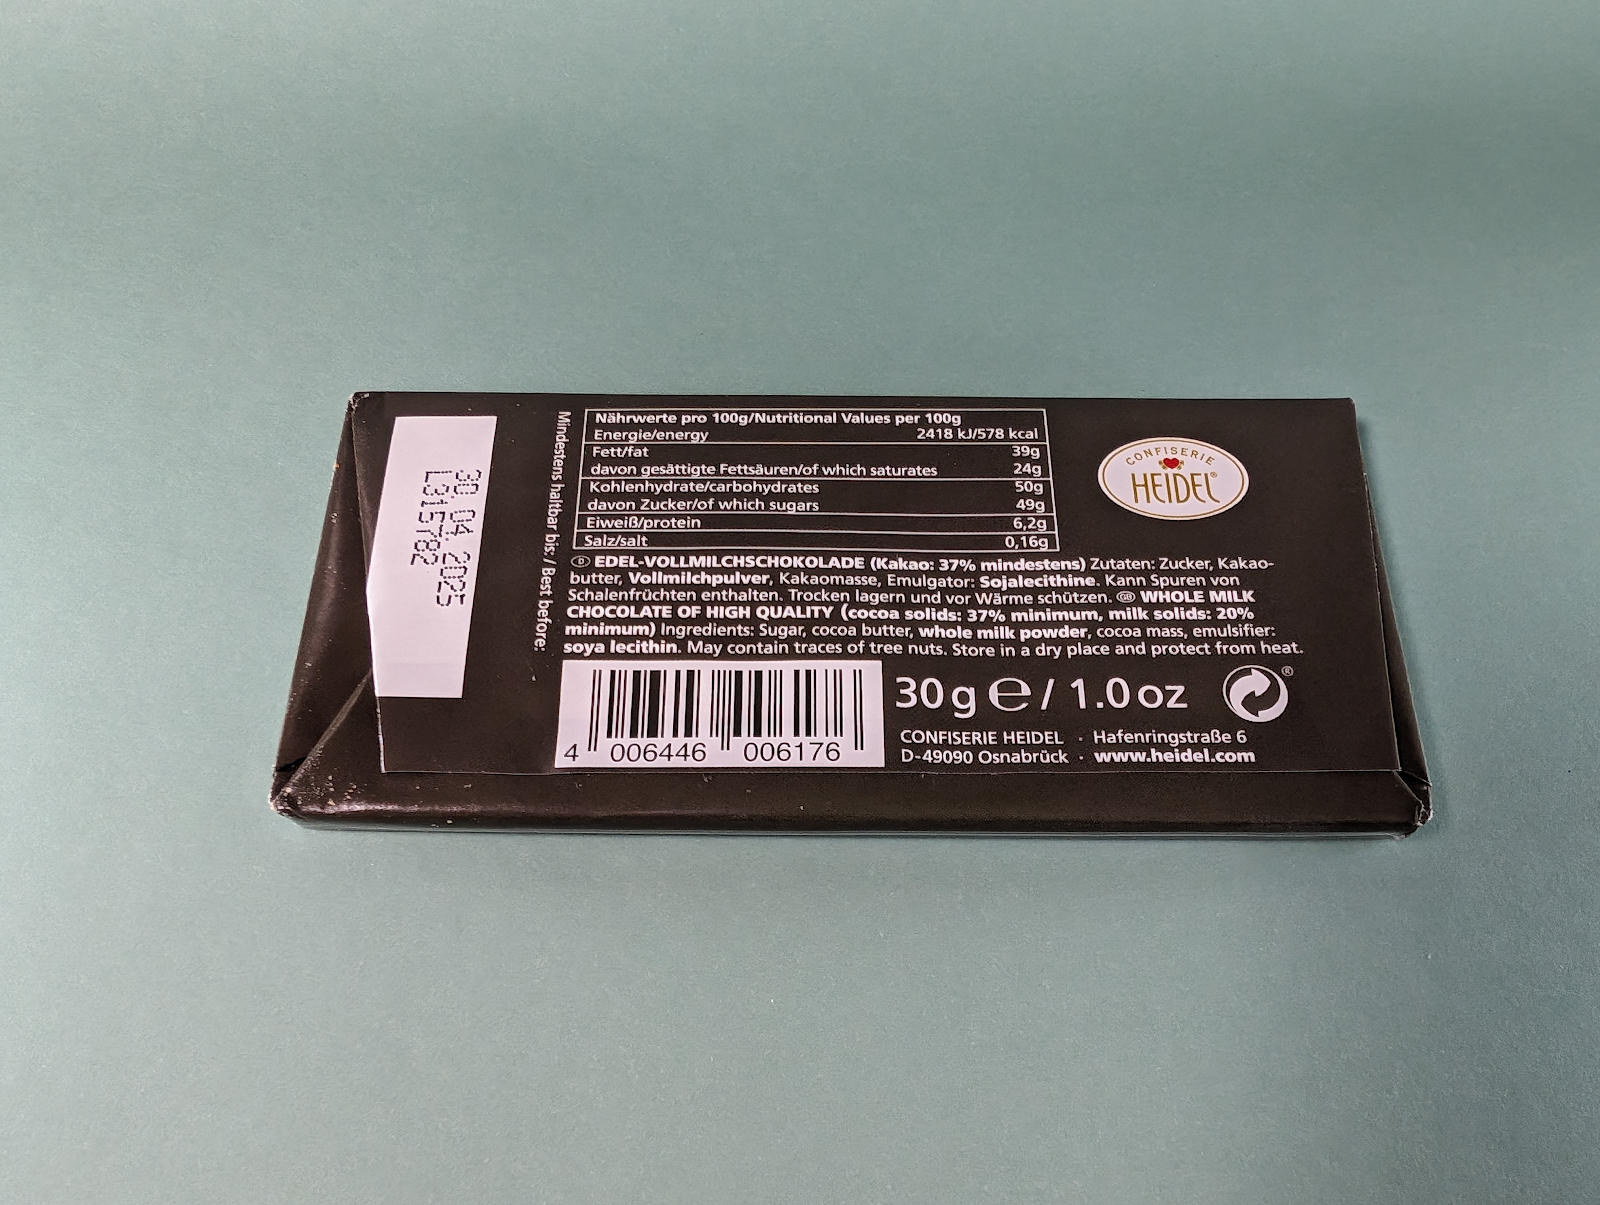 30.04.2025
L315782
Mindestens haltbar bis: / Best before:
Nährwerte pro 100g/Nutritional Values per 100g
Energie/energy 2418 kJ/578 kcal
Fett/fat 39g
davon gesättigte Fettsäuren/of which saturates 24g
Kohlenhydrate/carbohydrates 50g
davon Zucker/of which sugars 49g
Eiweiß/protein 6,2g
Salz/salt 0,16g
CONFISERIE
HEIDEL®
D EDEL-VOLLMILCHSCHOKOLADE (Kakao: 37% mindestens) Zutaten: Zucker, Kakao-
butter, Vollmilchpulver, Kakaomasse, Emulgator: Sojalecithine. Kann Spuren von
Schalenfrüchten enthalten. Trocken lagern und vor Wärme schützen. GB WHOLE MILK
CHOCOLATE OF HIGH QUALITY (cocoa solids: 37% minimum, milk solids: 20%
minimum) Ingredients: Sugar, cocoa butter, whole milk powder, cocoa mass, emulsifier:
soya lecithin. May contain traces of tree nuts. Store in a dry place and protect from heat.
4 006446 006176
30 g ℮ / 1.0 oz
®
CONFISERIE HEIDEL · Hafenringstraße 6
D-49090 Osnabrück · www.heidel.com